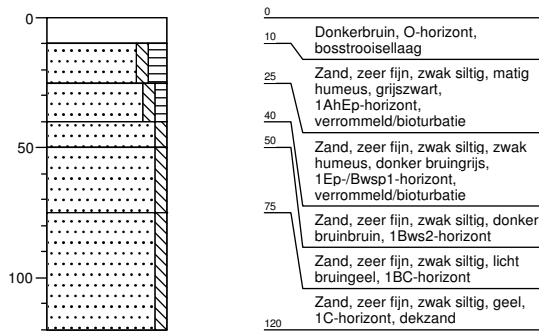 0
50
100
0
Donkerbruin, O-horizont,
bosstrooisellaag
10
Zand, zeer fijn, zwak siltig, matig
humeus, grijszwart,
1AhEp-horizont,
verrommeld/bioturbatie
25
Zand, zeer fijn, zwak siltig, zwak
humeus, donker bruingrijs,
1Ep-/Bwsp1-horizont,
verrommeld/bioturbatie
40
Zand, zeer fijn, zwak siltig, donker
bruinbruin, 1Bws2-horizont
50
Zand, zeer fijn, zwak siltig, licht
bruingeel, 1BC-horizont
75
Zand, zeer fijn, zwak siltig, geel,
1C-horizont, dekzand
120